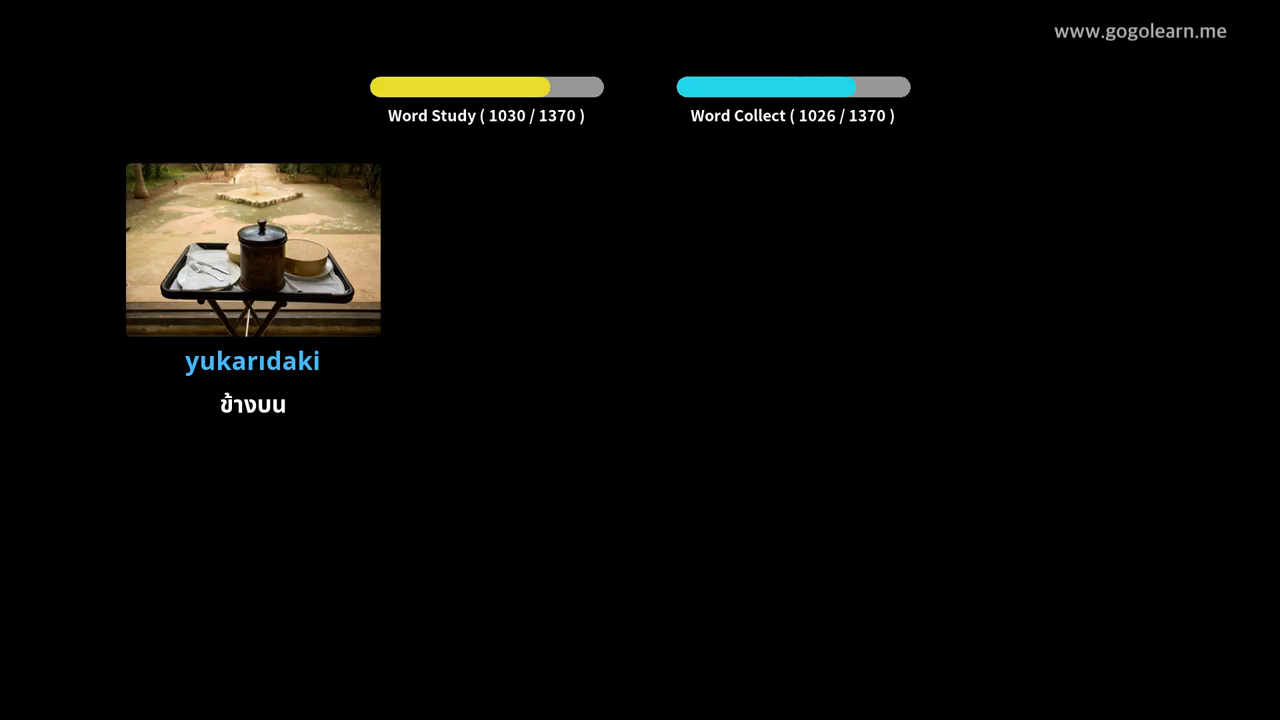 www.gogolearn.me
Word Study ( 1030 / 1370 )
Word Collect ( 1026 / 1370 )
yukarıdaki
ข้างบน